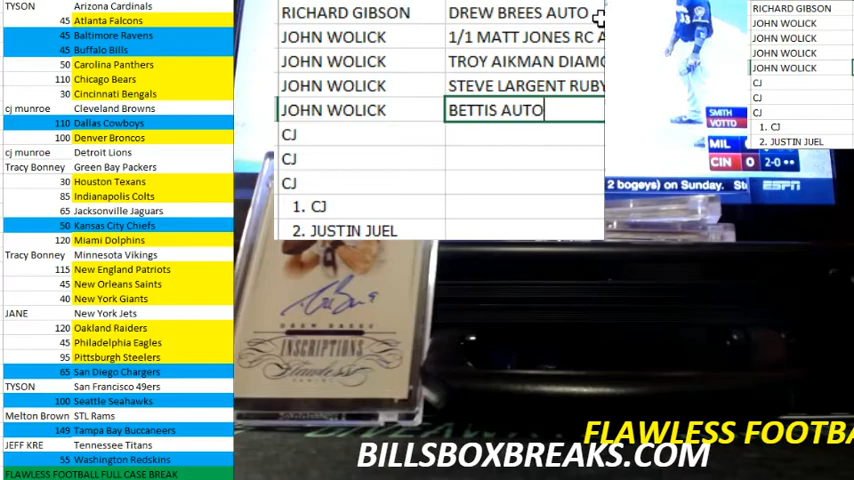 TYSON Arizona Cardinals
45 Atlanta Falcons
45 Baltimore Ravens
45 Buffalo Bills
50 Carolina Panthers
110 Chicago Bears
30 Cincinnati Bengals
cj munroe Cleveland Browns
110 Dallas Cowboys
100 Denver Broncos
cj munroe Detroit Lions
Tracy Bonney Green Bay Packers
30 Houston Texans
85 Indianapolis Colts
65 Jacksonville Jaguars
50 Kansas City Chiefs
120 Miami Dolphins
Tracy Bonney Minnesota Vikings
115 New England Patriots
45 New Orleans Saints
40 New York Giants
JANE New York Jets
120 Oakland Raiders
45 Philadelphia Eagles
95 Pittsburgh Steelers
65 San Diego Chargers
TYSON San Francisco 49ers
100 Seattle Seahawks
Melton Brown STL Rams
149 Tampa Bay Buccaneers
JEFF KRE Tennessee Titans
55 Washington Redskins
FLAWLESS FOOTBALL FULL CASE BREAK
RICHARD GIBSON DREW BREES AUTO
JOHN WOLICK 1/1 MATT JONES RC A
JOHN WOLICK TROY AIKMAN DIAMO
JOHN WOLICK STEVE LARGENT RUBY
JOHN WOLICK BETTIS AUTO
CJ
CJ
CJ
1. CJ
2. JUSTIN JUEL
RICHARD GIBSON
JOHN WOLICK
JOHN WOLICK
JOHN WOLICK
JOHN WOLICK
CJ
CJ
CJ
1. CJ
2. JUSTIN JUEL
33
SMITH
VOTTO
MIL
CIN 0 2-0
2 bogeys) on Sunday.
ESPN
DREW BREES
INSCRIPTIONS
Flawless
FLAWLESS FOOTBA
BILLSBOXBREAKS.COM